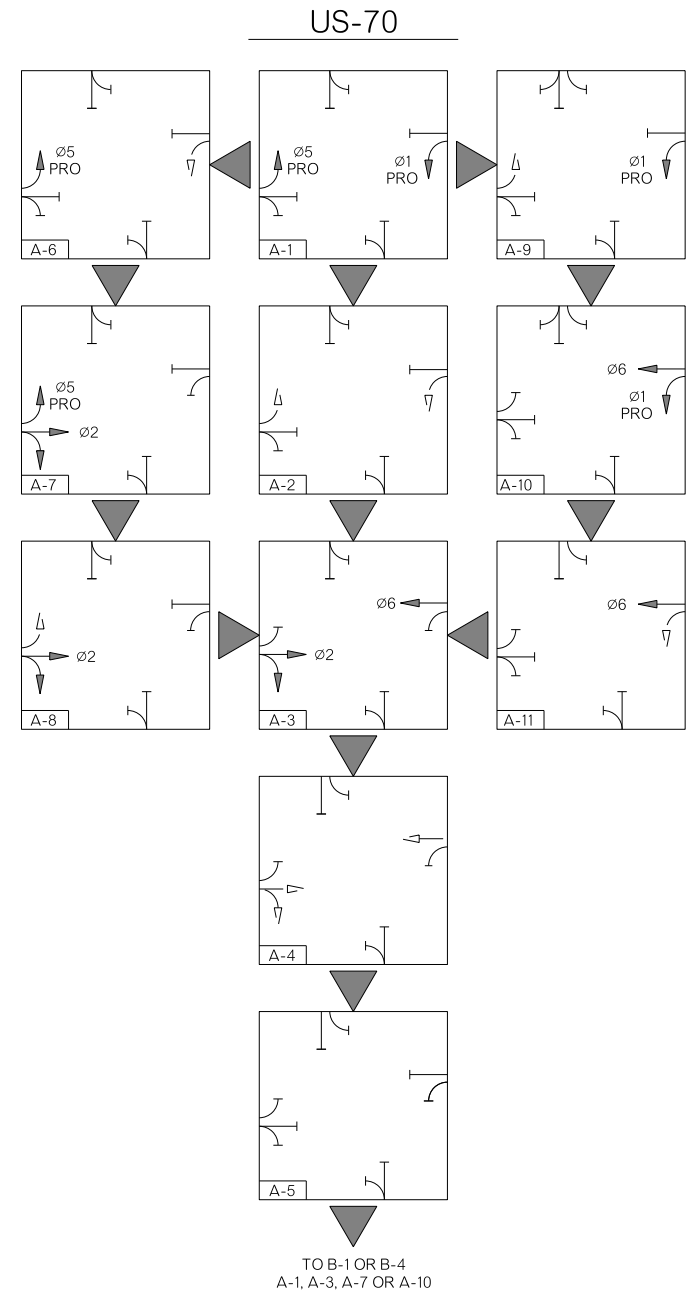 US-70
Ø5
PRO
A-6
Ø5
PRO
Ø1
PRO
A-1
Ø1
PRO
A-9
Ø5
PRO
Ø2
A-7
A-2
Ø6
Ø1
PRO
A-10
Ø2
A-8
Ø6
Ø2
A-3
Ø6
A-11
A-4
A-5
TO B-1 OR B-4
A-1, A-3, A-7 OR A-10